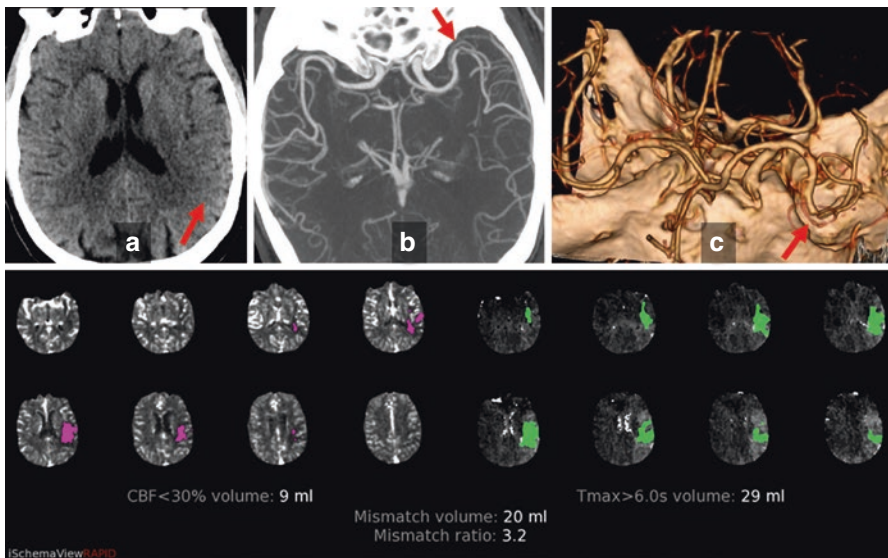 a
b
c
CBF<30% volume: 9 ml
Tmax>6.0s volume: 29 ml
Mismatch volume: 20 ml
Mismatch ratio: 3.2
iSchemaViewRAPID